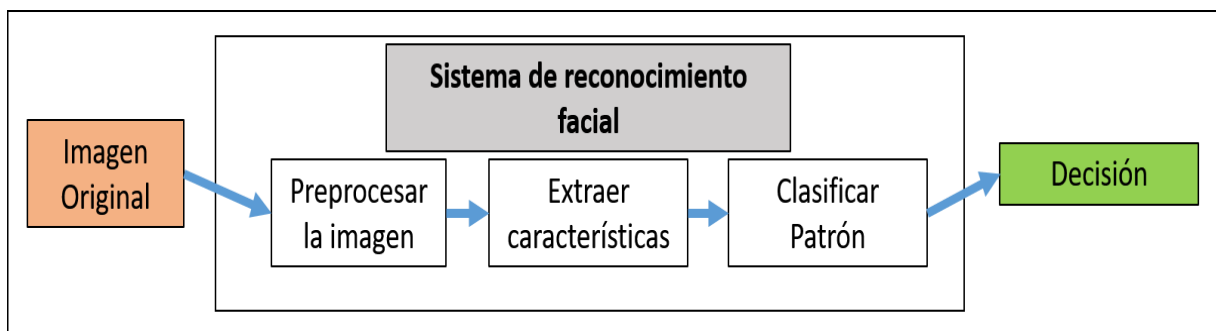 Sistema de reconocimiento
facial
Imagen
Original
Preprocesar
la imagen
Extraer
características
Clasificar
Patrón
Decisión